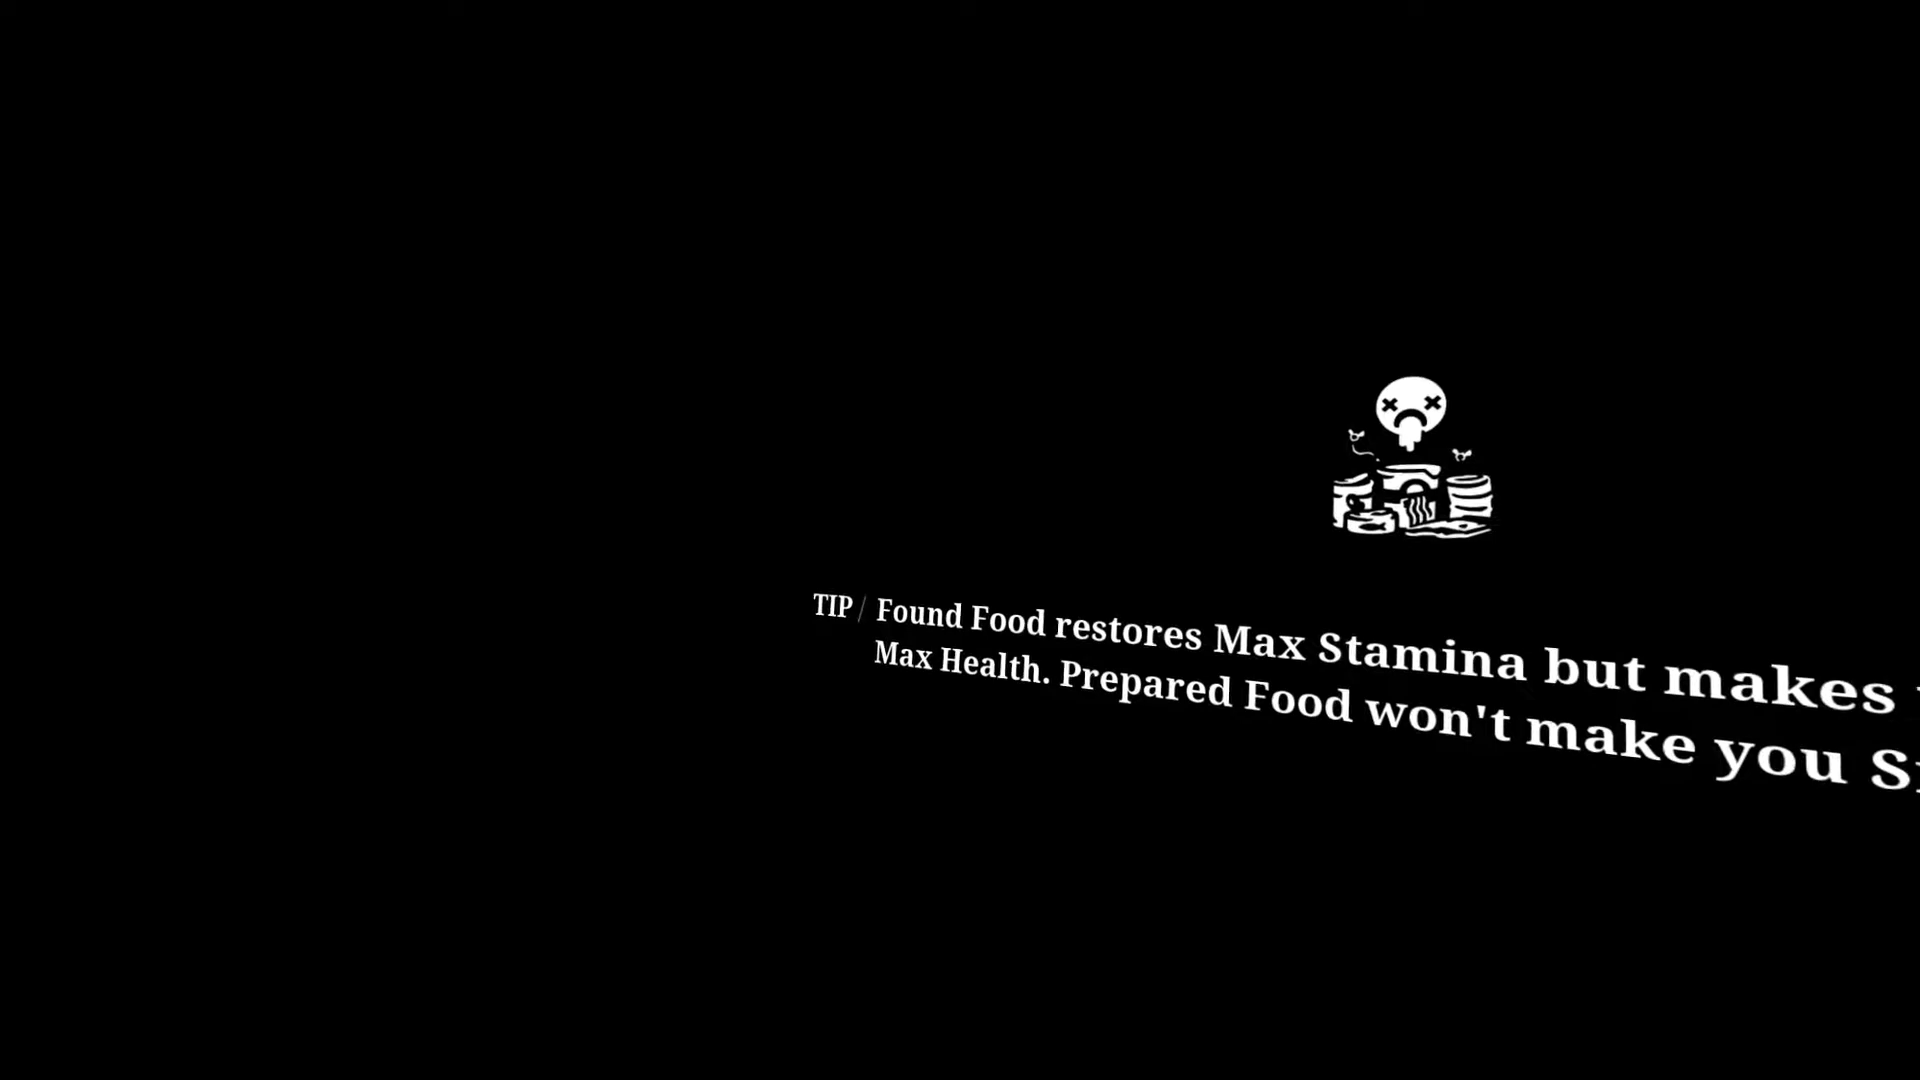 TIP / Found Food restores Max Stamina but makes
Max Health. Prepared Food won't make you